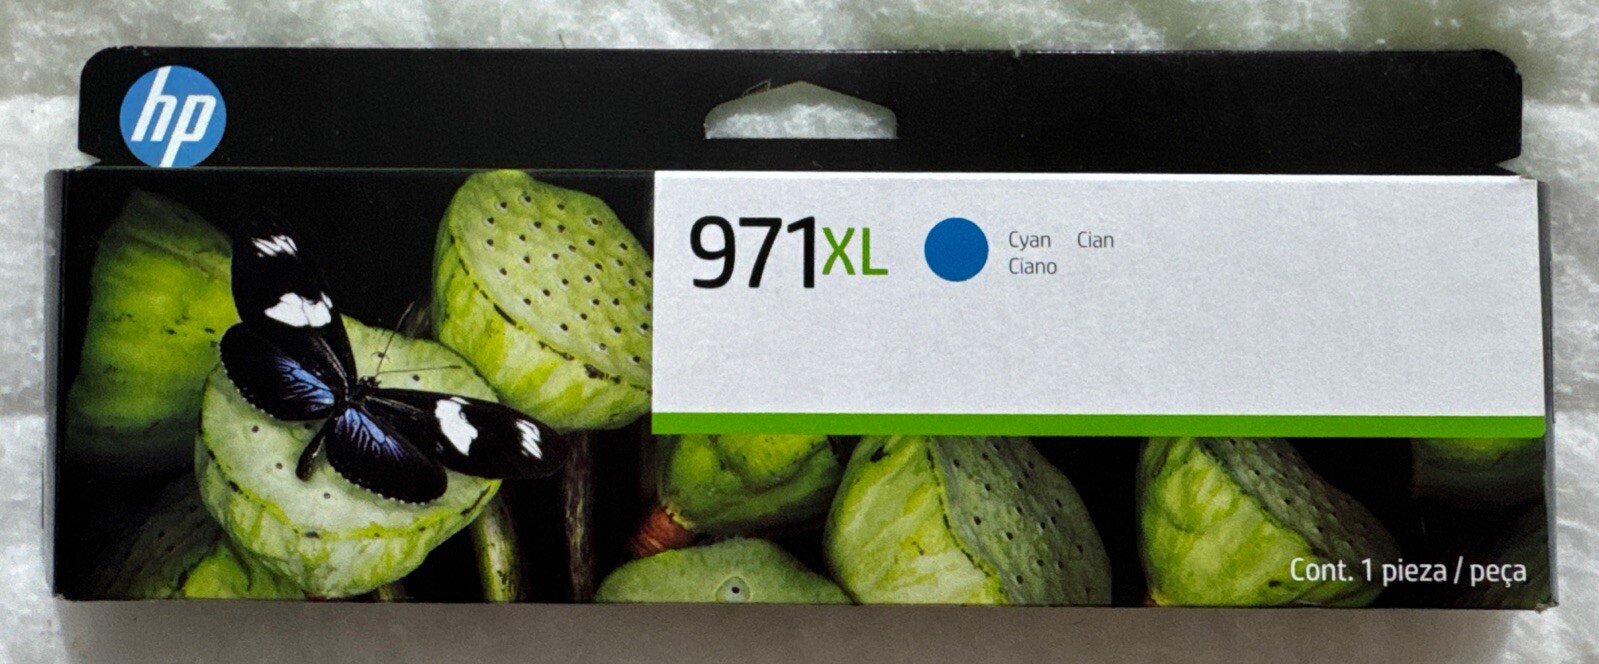 hp
971XL
Cyan Cian
Ciano
Cont. 1 pieza / peça